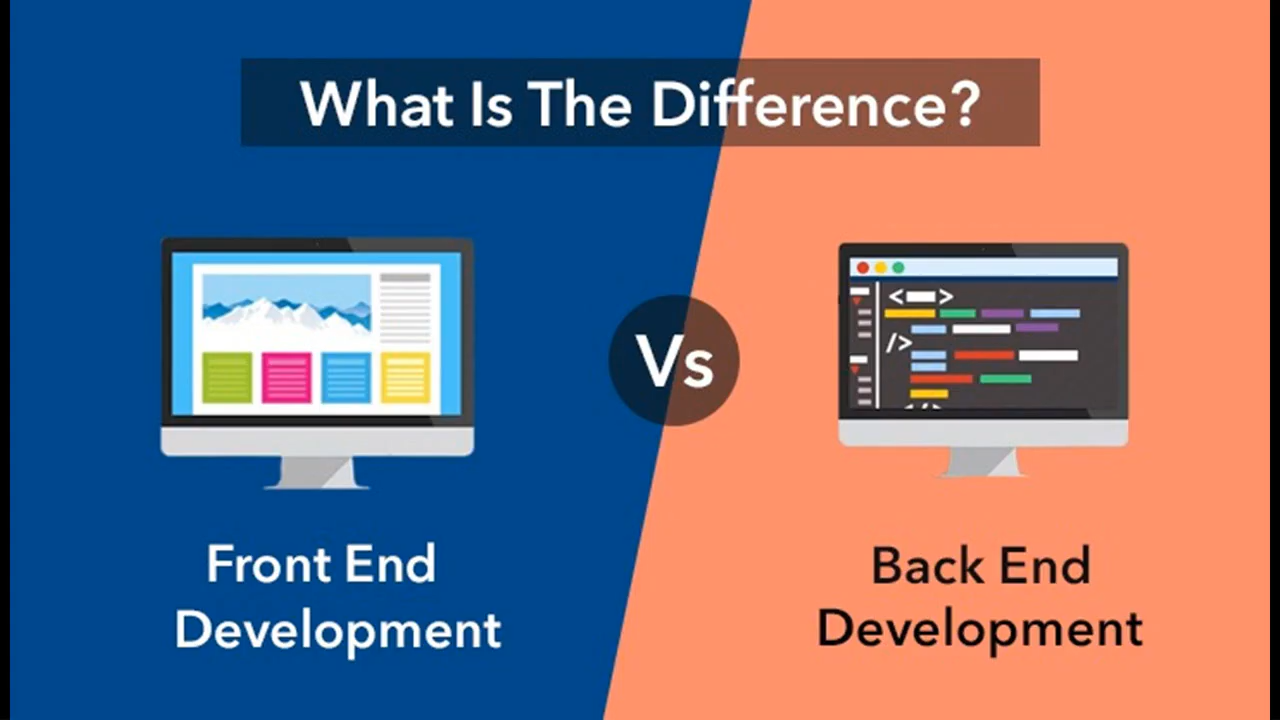 What Is The Difference?
Vs
< >
/>
</>
Front End
Development
Back End
Development